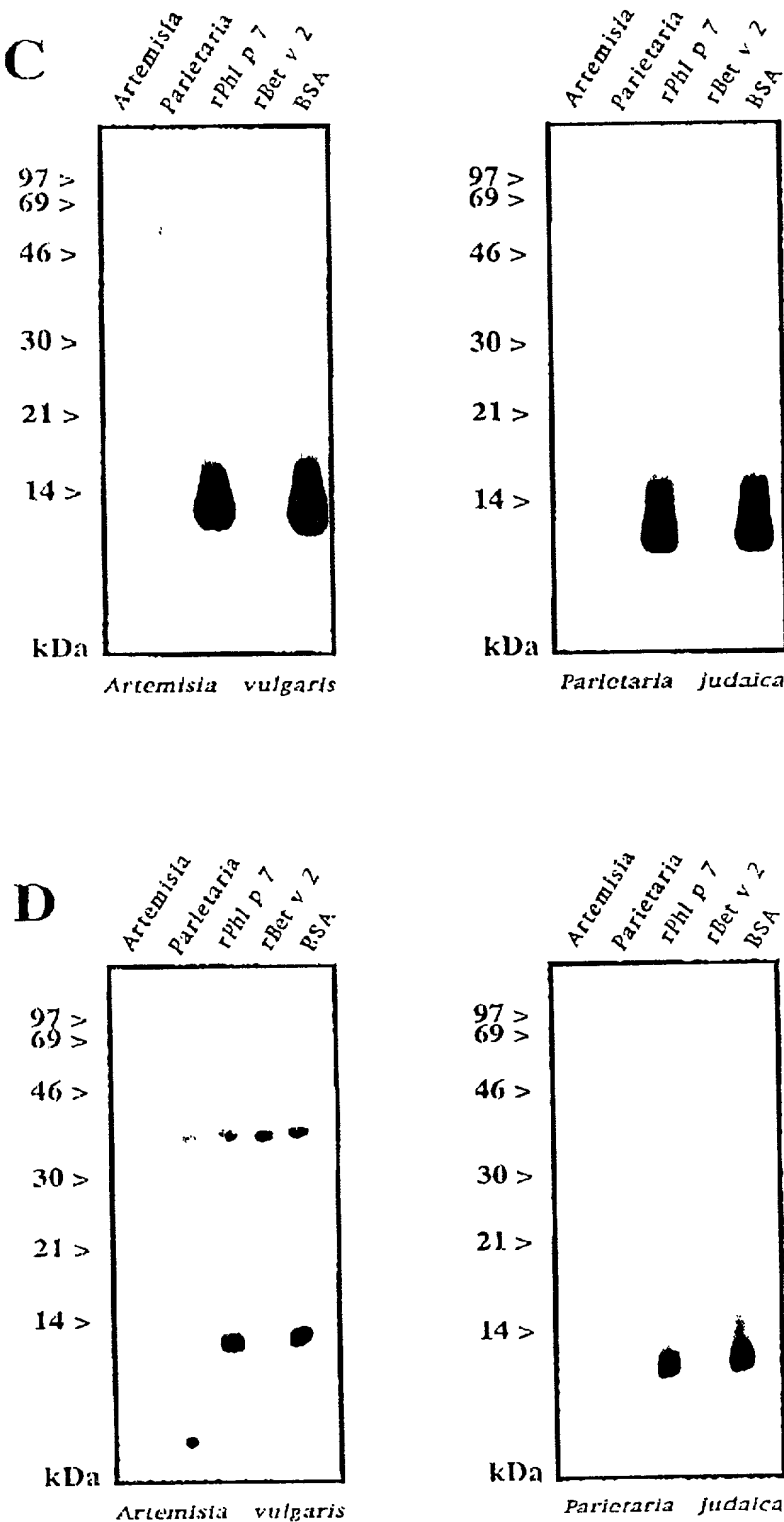 C
Artemisia Parietaria rPhl p 7 rBet v 2 BSA
97 >
69 >
46 >
30 >
21 >
14 >
kDa
Artemisia vulgaris
Artemisia Parietaria rPhl p 7 rBet v 2 BSA
97 >
69 >
46 >
30 >
21 >
14 >
kDa
Parietaria judaica
D
Artemisia Parietaria rPhl p 7 rBet v 2 BSA
97 >
69 >
46 >
30 >
21 >
14 >
kDa
Artemisia vulgaris
Artemisia Parietaria rPhl p 7 rBet v 2 BSA
97 >
69 >
46 >
30 >
21 >
14 >
kDa
Parietaria judaica